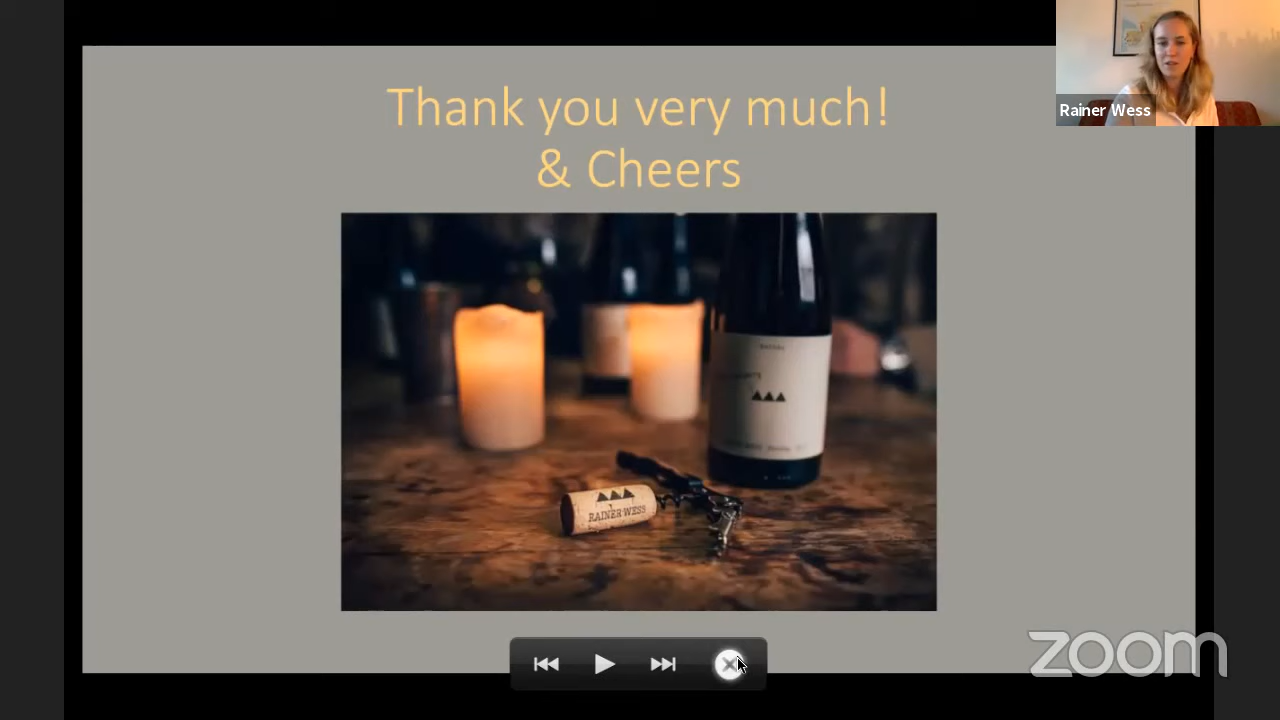 Thank you very much!
& Cheers
Rainer Wess
RAINER WESS
zoom